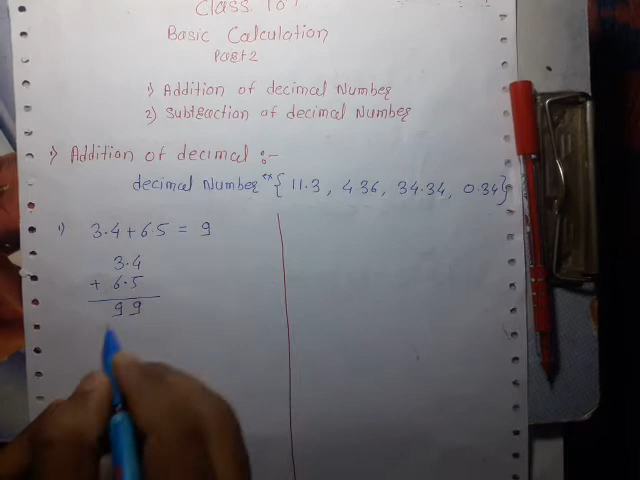 Basic Calculation
Part 2
1) Addition of decimal Number
2) Subtraction of decimal Number
1) Addition of decimal :-
decimal Number { 11.3, 4 36, 34.34, 0.34}
1) 3.4 + 6.5 = 9
3.4
+ 6.5
9 9